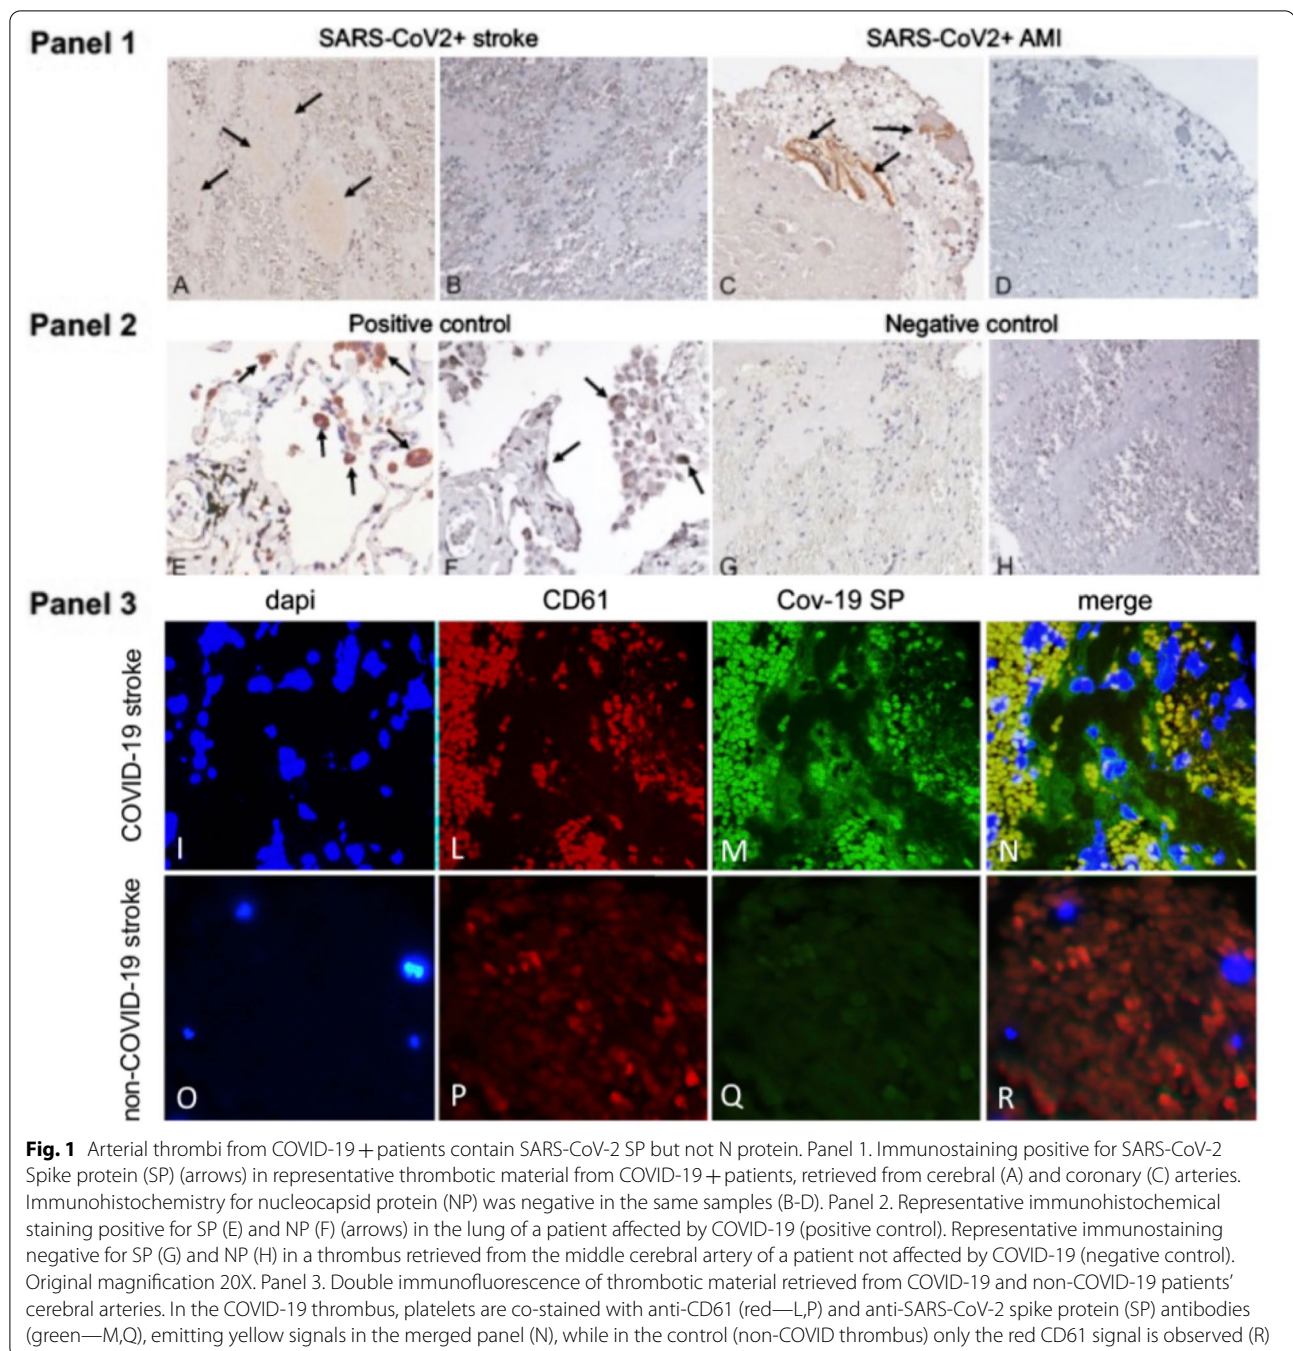 Panel 1
SARS-CoV2+ stroke
SARS-CoV2+ AMI
A
B
C
D
Panel 2
Positive control
Negative control
E
F
G
H
Panel 3
dapi
CD61
Cov-19 SP
merge
COVID-19 stroke
I
L
M
N
non-COVID-19 stroke
O
P
Q
R
Fig. 1 Arterial thrombi from COVID-19 + patients contain SARS-CoV-2 SP but not N protein. Panel 1. Immunostaining positive for SARS-CoV-2
Spike protein (SP) (arrows) in representative thrombotic material from COVID-19 + patients, retrieved from cerebral (A) and coronary (C) arteries.
Immunohistochemistry for nucleocapsid protein (NP) was negative in the same samples (B-D). Panel 2. Representative immunohistochemical
staining positive for SP (E) and NP (F) (arrows) in the lung of a patient affected by COVID-19 (positive control). Representative immunostaining
negative for SP (G) and NP (H) in a thrombus retrieved from the middle cerebral artery of a patient not affected by COVID-19 (negative control).
Original magnification 20X. Panel 3. Double immunofluorescence of thrombotic material retrieved from COVID-19 and non-COVID-19 patients'
cerebral arteries. In the COVID-19 thrombus, platelets are co-stained with anti-CD61 (red—L,P) and anti-SARS-CoV-2 spike protein (SP) antibodies
(green—M,Q), emitting yellow signals in the merged panel (N), while in the control (non-COVID thrombus) only the red CD61 signal is observed (R)